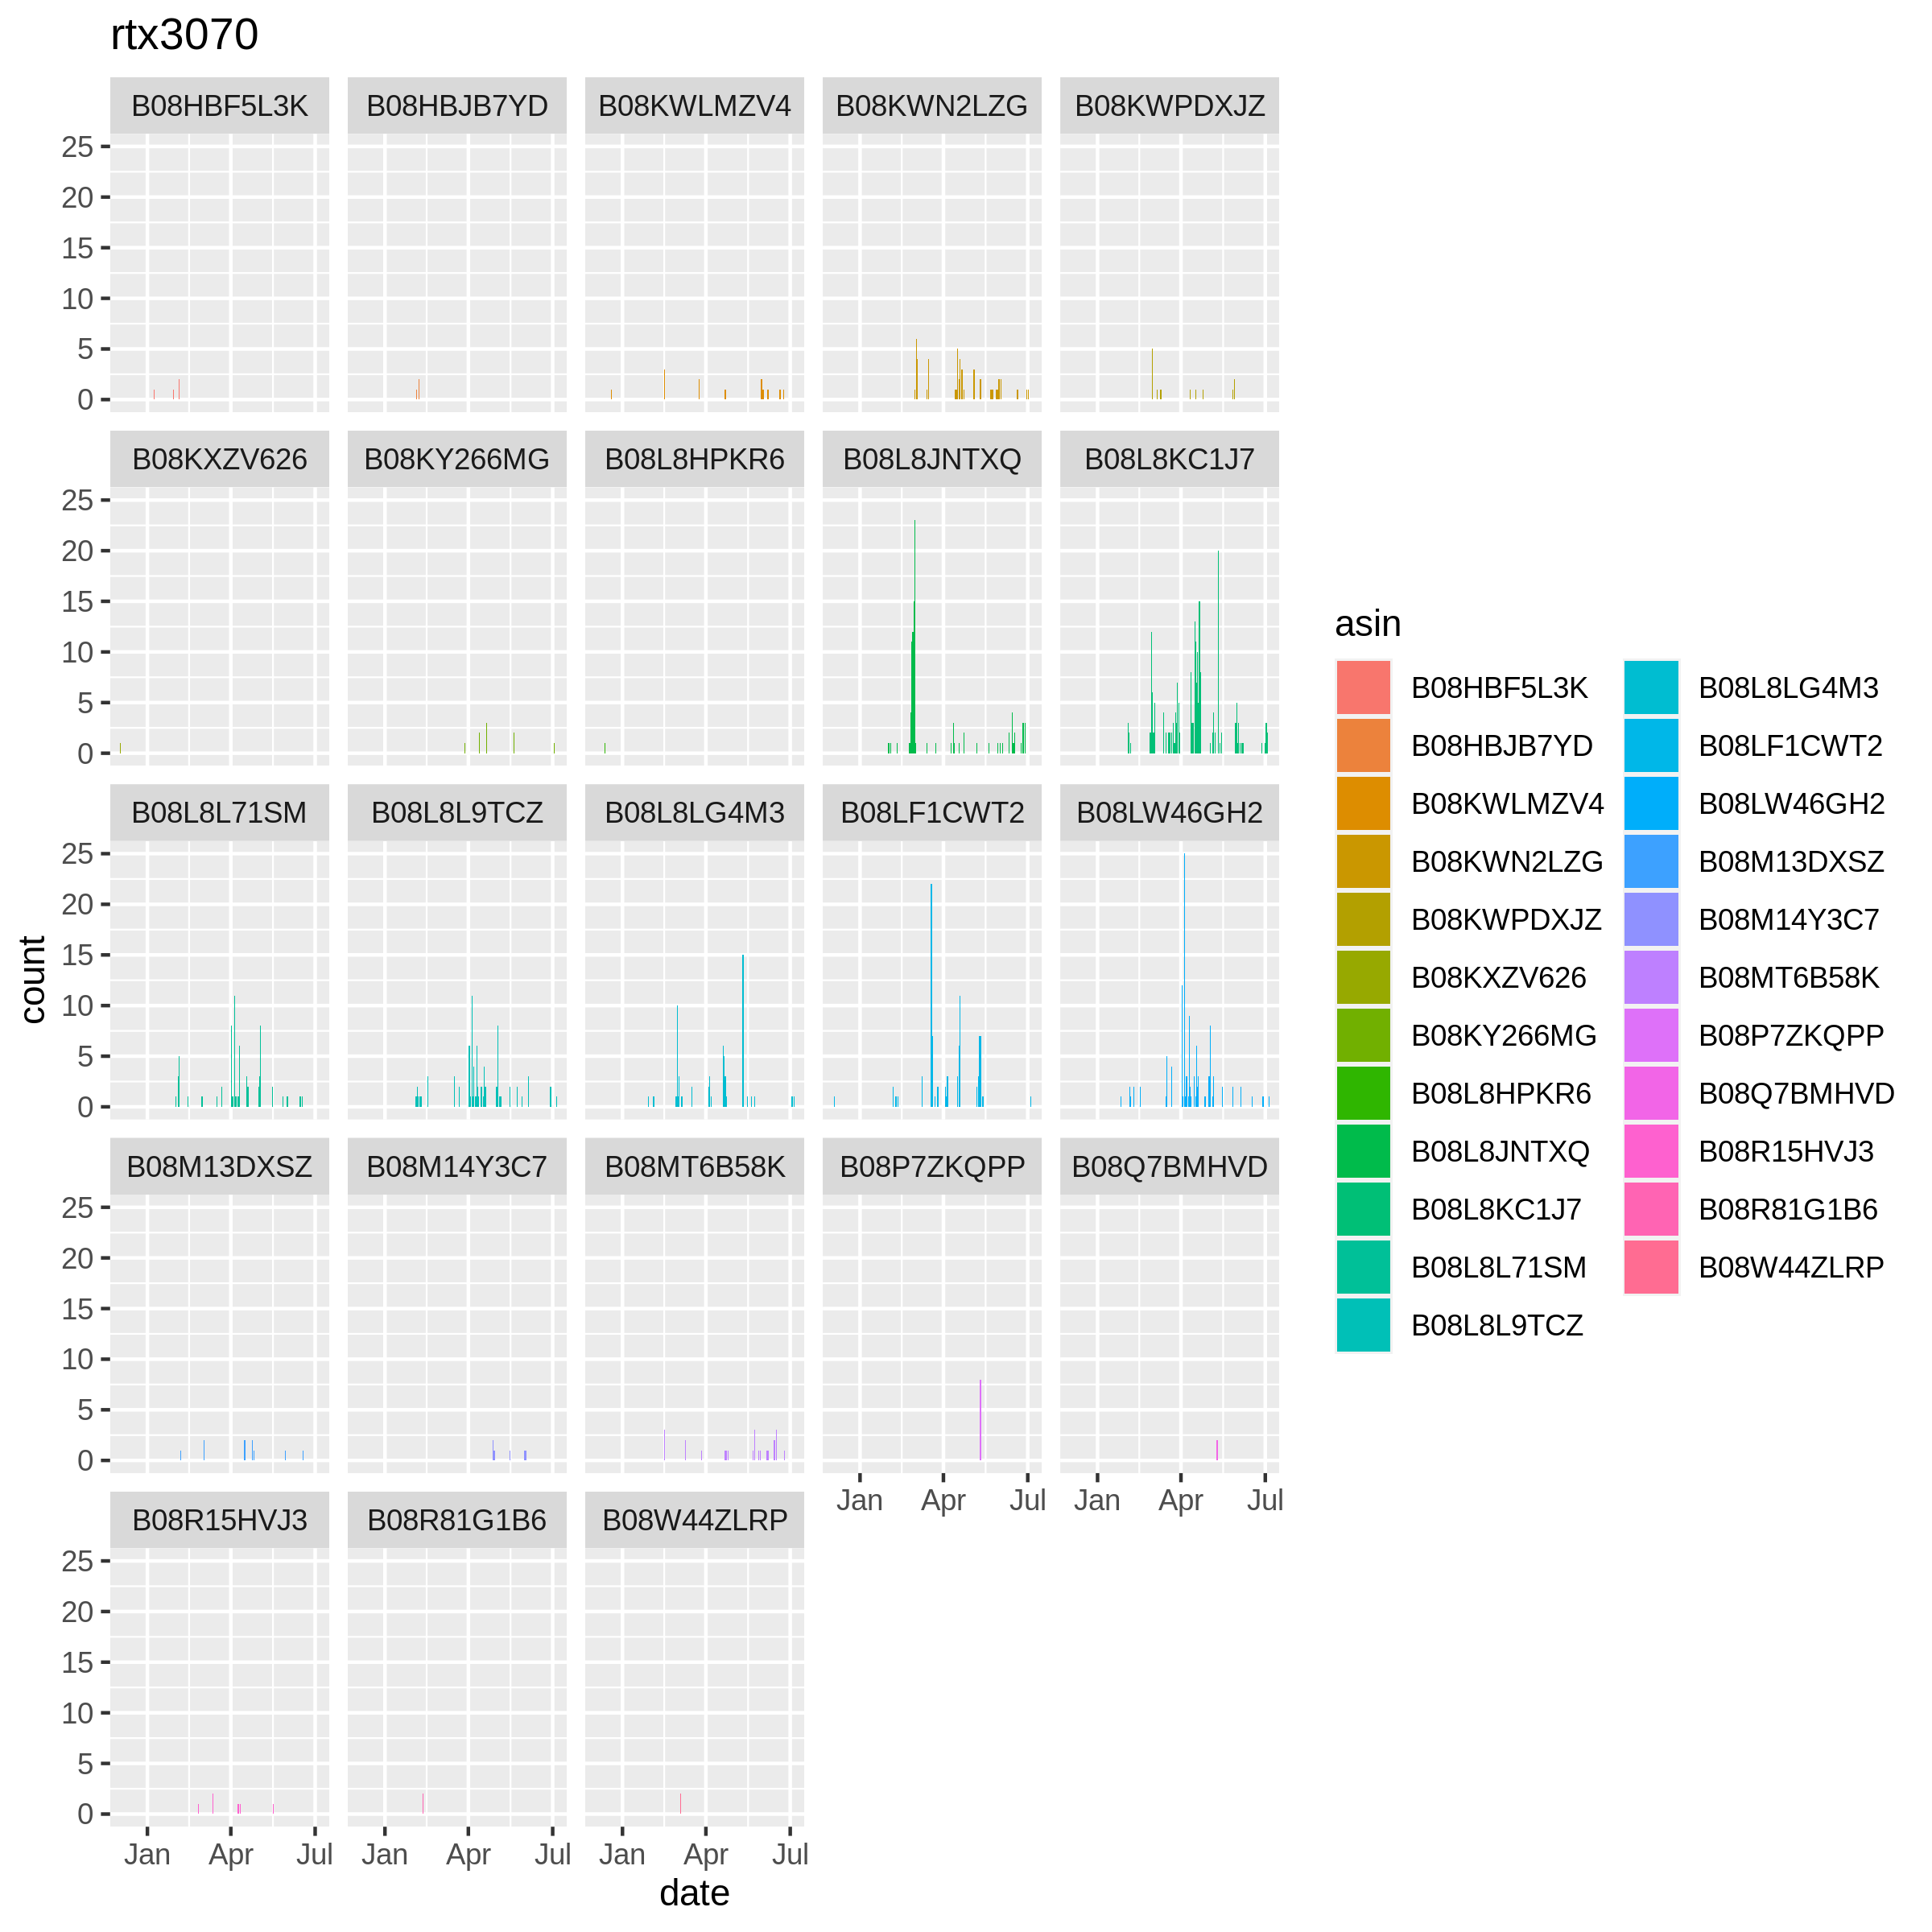 rtx3070
B08HBF5L3K B08HBJB7YD B08KWLMZV4 B08KWN2LZG B08KWPDXJZ
25
20
15
10
5
0
B08KXZV626 B08KY266MG B08L8HPKR6 B08L8JNTXQ B08L8KC1J7
25
20
15
10
5
0
B08L8L71SM B08L8L9TCZ B08L8LG4M3 B08LF1CWT2 B08LW46GH2
25
20
15
10
5
0
B08M13DXSZ B08M14Y3C7 B08MT6B58K B08P7ZKQPP B08Q7BMHVD
25
20
15
10
5
0
Jan Apr Jul Jan Apr Jul
B08R15HVJ3 B08R81G1B6 B08W44ZLRP
25
20
15
10
5
0
Jan Apr Jul Jan Apr Jul Jan Apr Jul
date
count
asin
B08HBF5L3K
B08HBJB7YD
B08KWLMZV4
B08KWN2LZG
B08KWPDXJZ
B08KXZV626
B08KY266MG
B08L8HPKR6
B08L8JNTXQ
B08L8KC1J7
B08L8L71SM
B08L8L9TCZ
B08L8LG4M3
B08LF1CWT2
B08LW46GH2
B08M13DXSZ
B08M14Y3C7
B08MT6B58K
B08P7ZKQPP
B08Q7BMHVD
B08R15HVJ3
B08R81G1B6
B08W44ZLRP